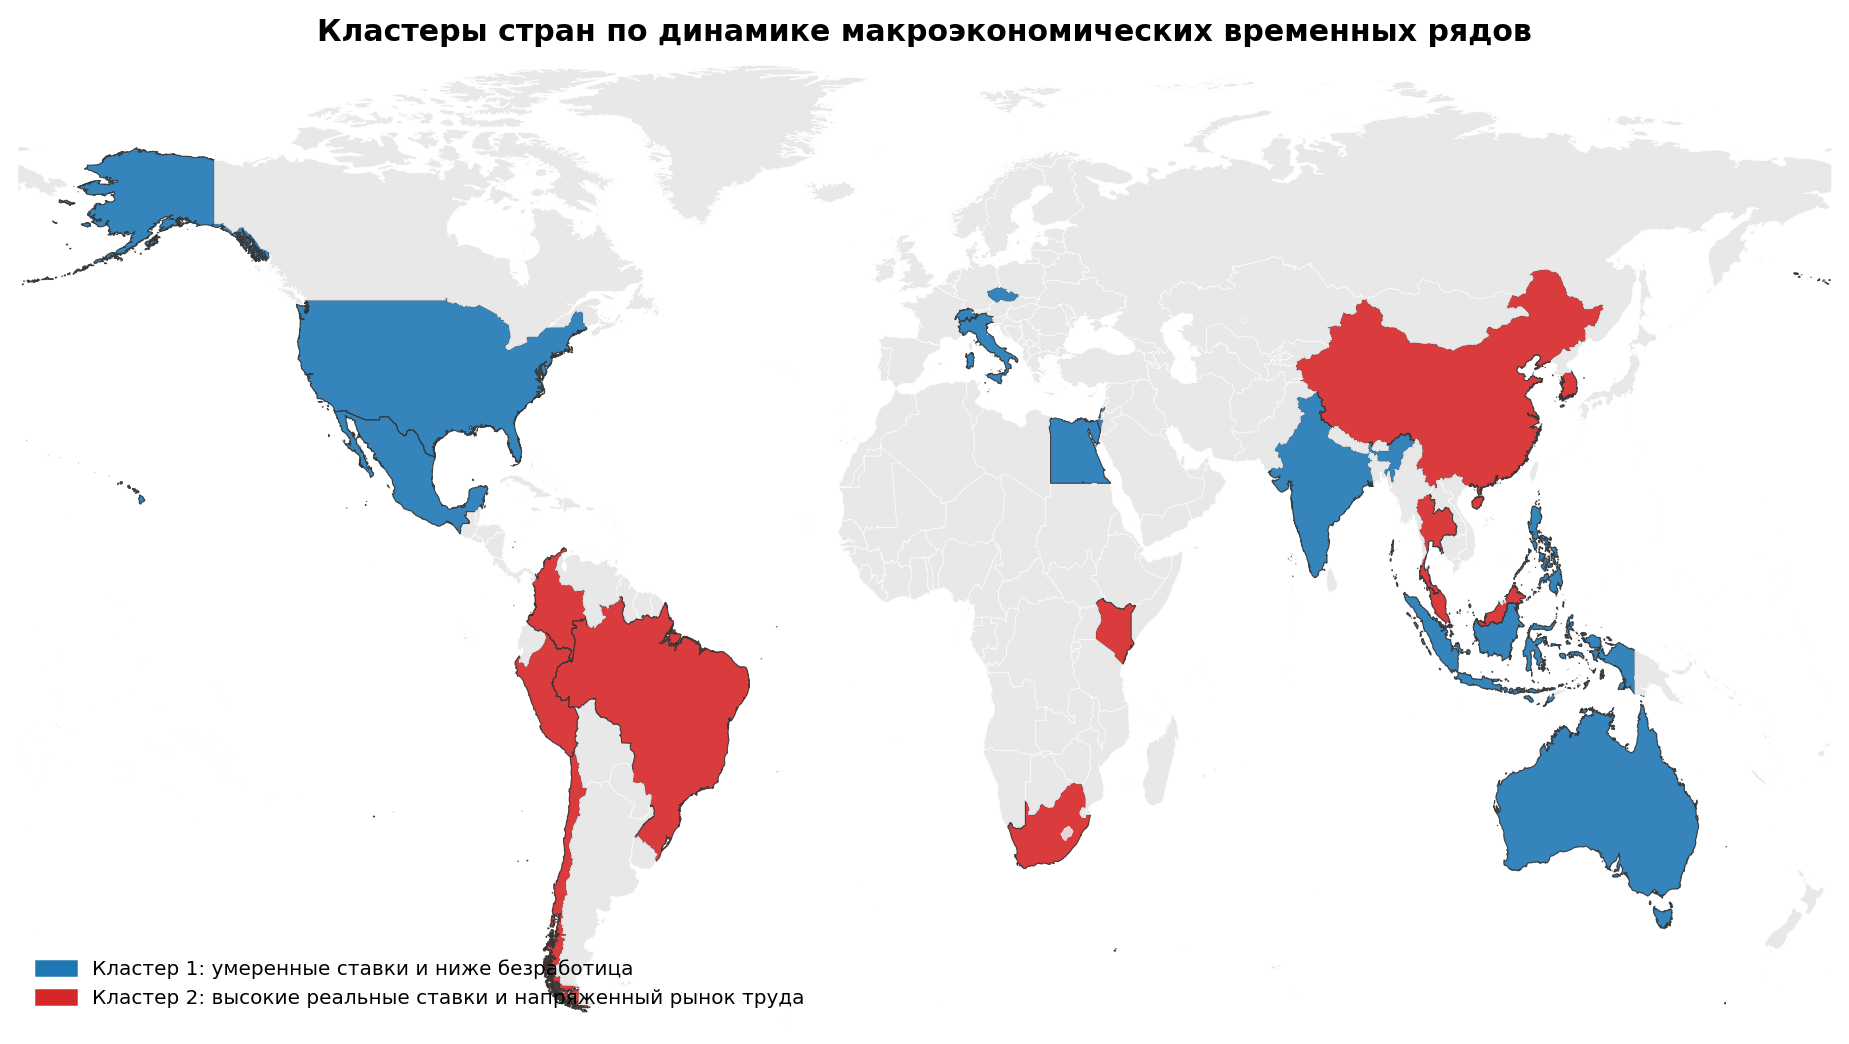 Кластеры стран по динамике макроэкономических временных рядов
Кластер 1: умеренные ставки и ниже безработица
Кластер 2: высокие реальные ставки и напряженный рынок труда